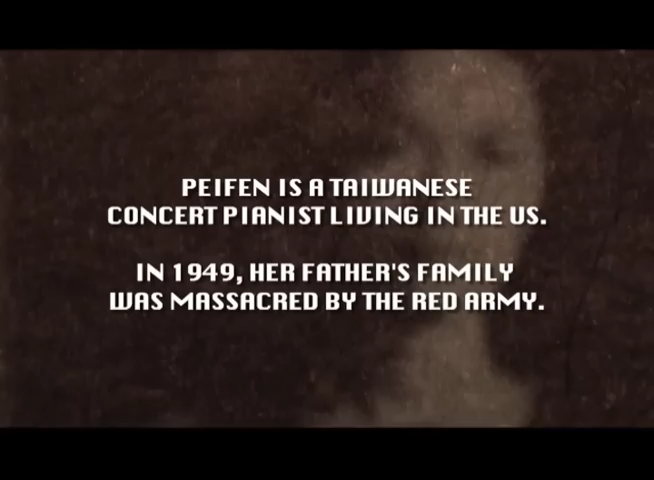 PEIFEN IS A TAIWANESE
CONCERT PIANIST LIVING IN THE US.
IN 1949, HER FATHER'S FAMILY
WAS MASSACRED BY THE RED ARMY.